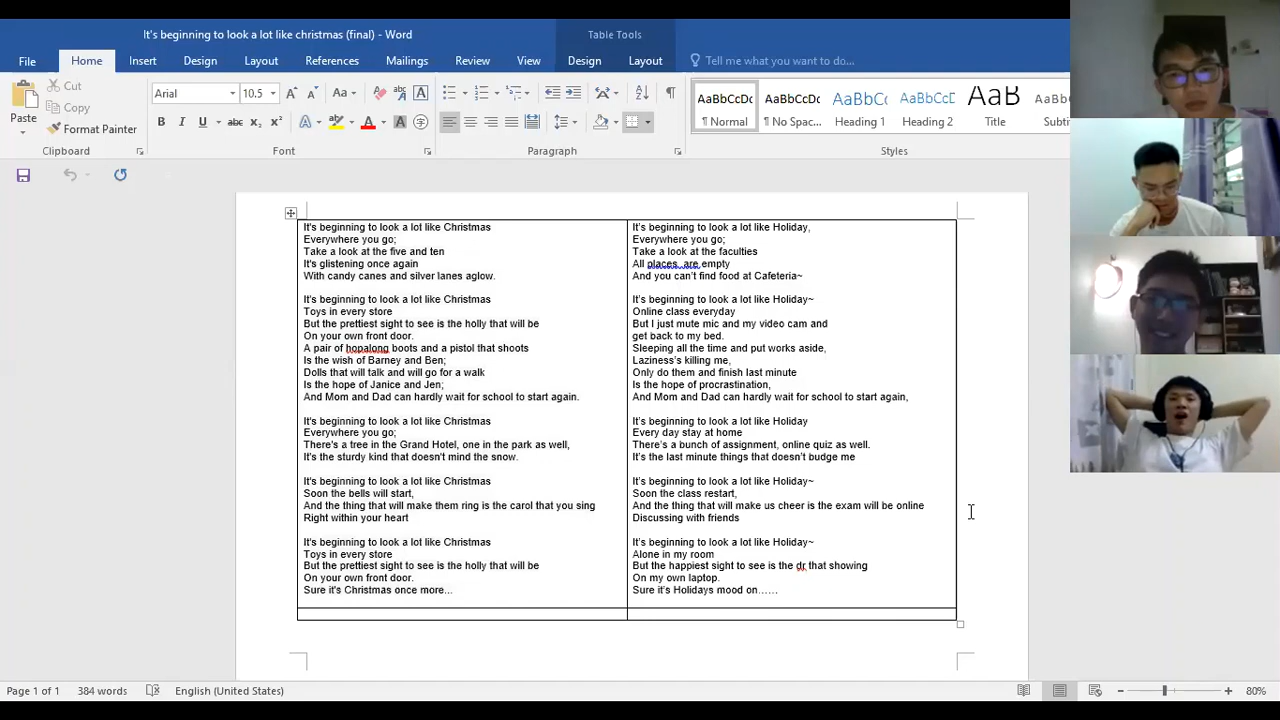 It's beginning to look a lot like christmas (final) - Word
Table Tools
File
Home
Insert
Design
Layout
References
Mailings
Review
View
Design
Layout
Tell me what you want to do...
Paste
Cut
Copy
Format Painter
Arial
10.5
Aa
B I U abc x₂ x²
AaBbCcDc
AaBbCcDc
AaBbC
AaBbCcD
AaB
AaBbCc
¶ Normal
¶ No Spac...
Heading 1
Heading 2
Title
Subtit
Clipboard
Font
Paragraph
Styles
It's beginning to look a lot like Christmas
Everywhere you go;
Take a look at the five and ten
It's glistening once again
With candy canes and silver lanes aglow.
It's beginning to look a lot like Christmas
Toys in every store
But the prettiest sight to see is the holly that will be
On your own front door.
A pair of hopalong boots and a pistol that shoots
Is the wish of Barney and Ben;
Dolls that will talk and will go for a walk
Is the hope of Janice and Jen;
And Mom and Dad can hardly wait for school to start again.
It's beginning to look a lot like Christmas
Everywhere you go;
There's a tree in the Grand Hotel, one in the park as well,
It's the sturdy kind that doesn't mind the snow.
It's beginning to look a lot like Christmas
Soon the bells will start,
And the thing that will make them ring is the carol that you sing
Right within your heart
It's beginning to look a lot like Christmas
Toys in every store
But the prettiest sight to see is the holly that will be
On your own front door.
Sure it's Christmas once more...
It's beginning to look a lot like Holiday,
Everywhere you go;
Take a look at the faculties
All places are empty
And you can't find food at Cafeteria~
It's beginning to look a lot like Holiday~
Online class everyday
But I just mute mic and my video cam and
get back to my bed.
Sleeping all the time and put works aside,
Laziness's killing me,
Only do them and finish last minute
Is the hope of procrastination,
And Mom and Dad can hardly wait for school to start again,
It's beginning to look a lot like Holiday
Every day stay at home
There's a bunch of assignment, online quiz as well.
It's the last minute things that doesn't budge me
It's beginning to look a lot like Holiday~
Soon the class restart,
And the thing that will make us cheer is the exam will be online
Discussing with friends
It's beginning to look a lot like Holiday~
Alone in my room
But the happiest sight to see is the dr that showing
On my own laptop.
Sure it's Holidays mood on……
Page 1 of 1
384 words
English (United States)
80%